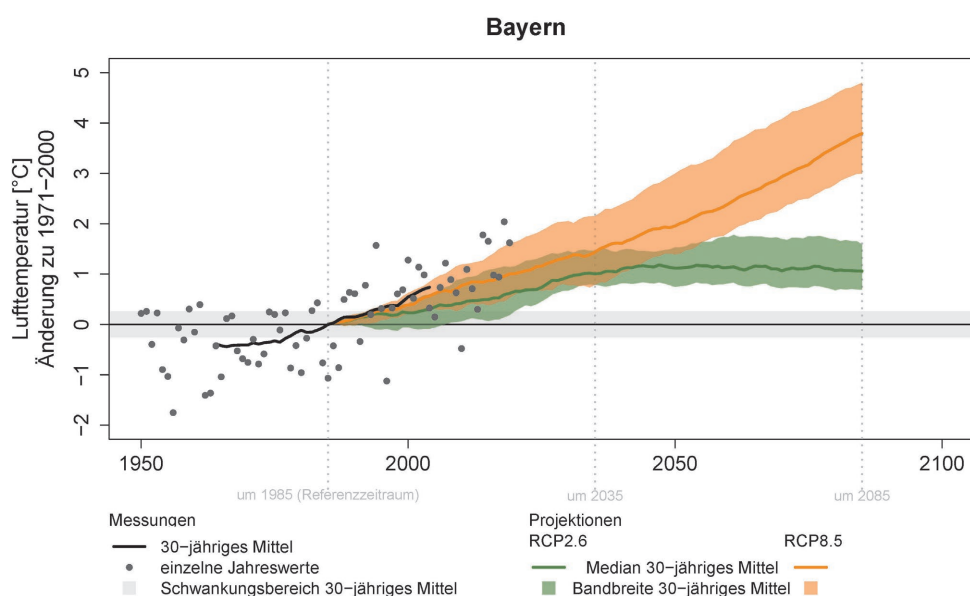 Bayern
Lufttemperatur [°C]
Änderung zu 1971–2000
5
4
3
2
1
0
−1
−2
1950
2000
2050
2100
um 1985 (Referenzzeitraum)
um 2035
um 2085
Messungen
30–jähriges Mittel
einzelne Jahreswerte
Schwankungsbereich 30–jähriges Mittel
Projektionen
RCP2.6
RCP8.5
Median 30–jähriges Mittel
Bandbreite 30–jähriges Mittel